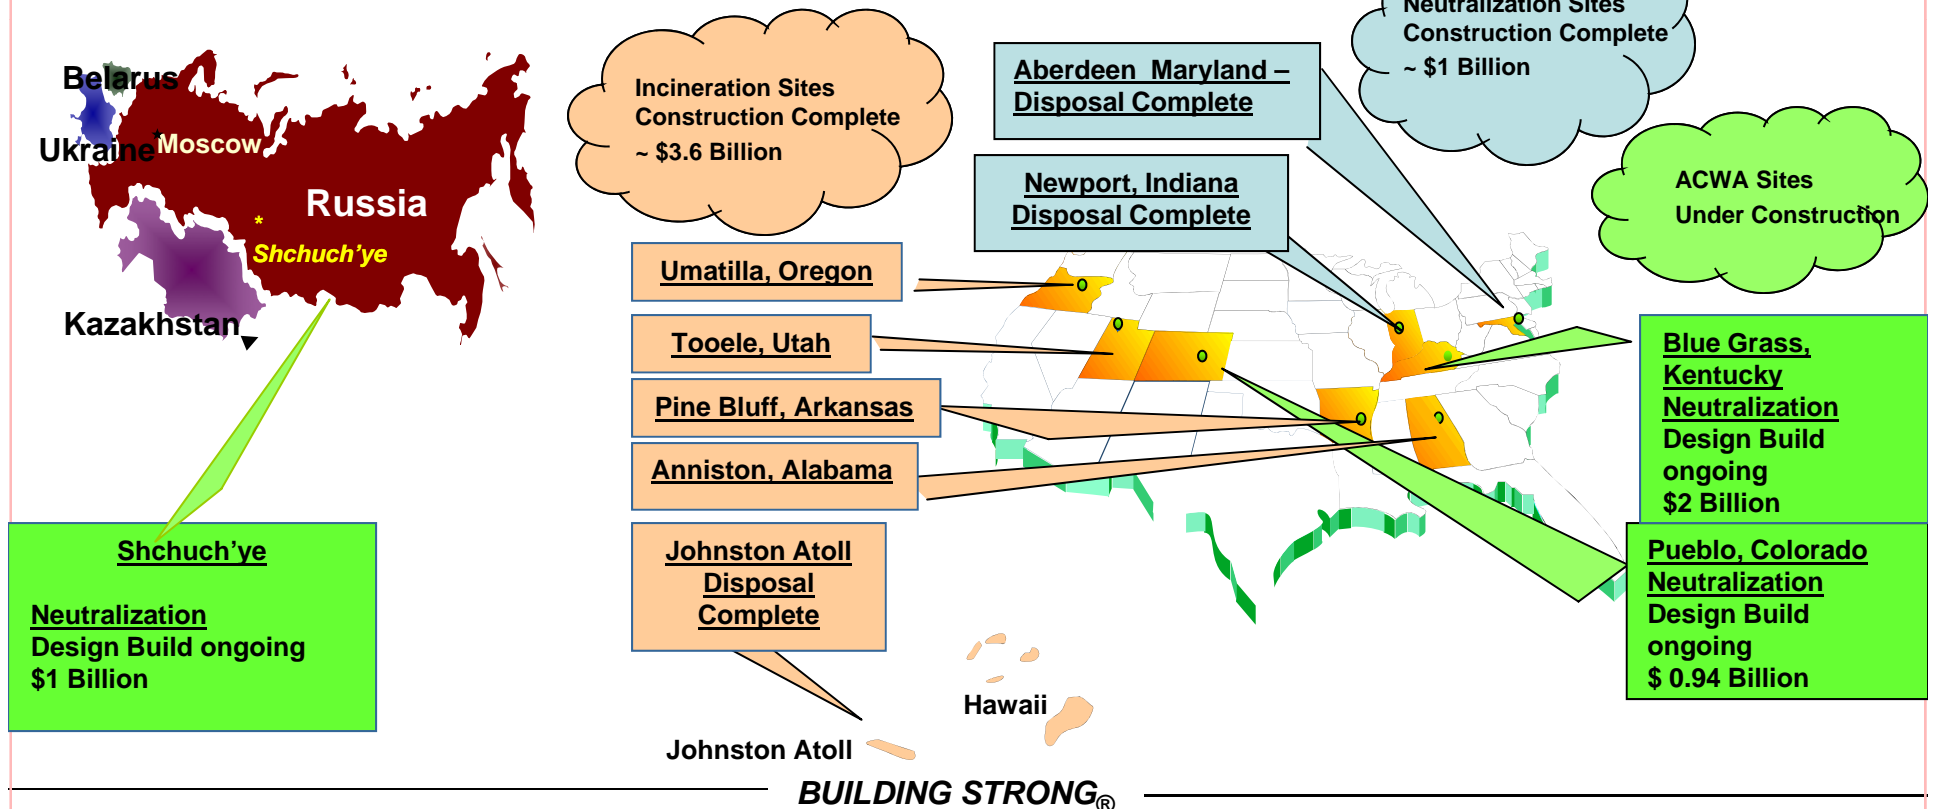 Belarus
Ukraine
Moscow
Russia
*
Shchuch’ye
Kazakhstan
Shchuch’ye
Neutralization
Design Build ongoing
$1 Billion
Incineration Sites
Construction Complete
~ $3.6 Billion
Umatilla, Oregon
Tooele, Utah
Pine Bluff, Arkansas
Anniston, Alabama
Johnston Atoll
Disposal
Complete
Aberdeen  Maryland –
Disposal Complete
Newport, Indiana
Disposal Complete
Neutralization Sites
Construction Complete
~ $1 Billion
ACWA Sites
Under Construction
Blue Grass,
Kentucky
Neutralization
Design Build
ongoing
$2 Billion
Pueblo, Colorado
Neutralization
Design Build
ongoing
$ 0.94 Billion
Hawaii
Johnston Atoll
BUILDING STRONG®